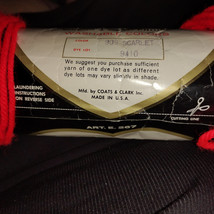 We suggest you purchase sufficient
yarn of one dye lot as different
dye lots may vary slightly in shade.
Mfg. by COATS & CLARK Inc.
MADE IN U.S.A.
LAUNDERING
INSTRUCTIONS
ON REVERSE SIDE
CUTTING LINE
ART. E. 267